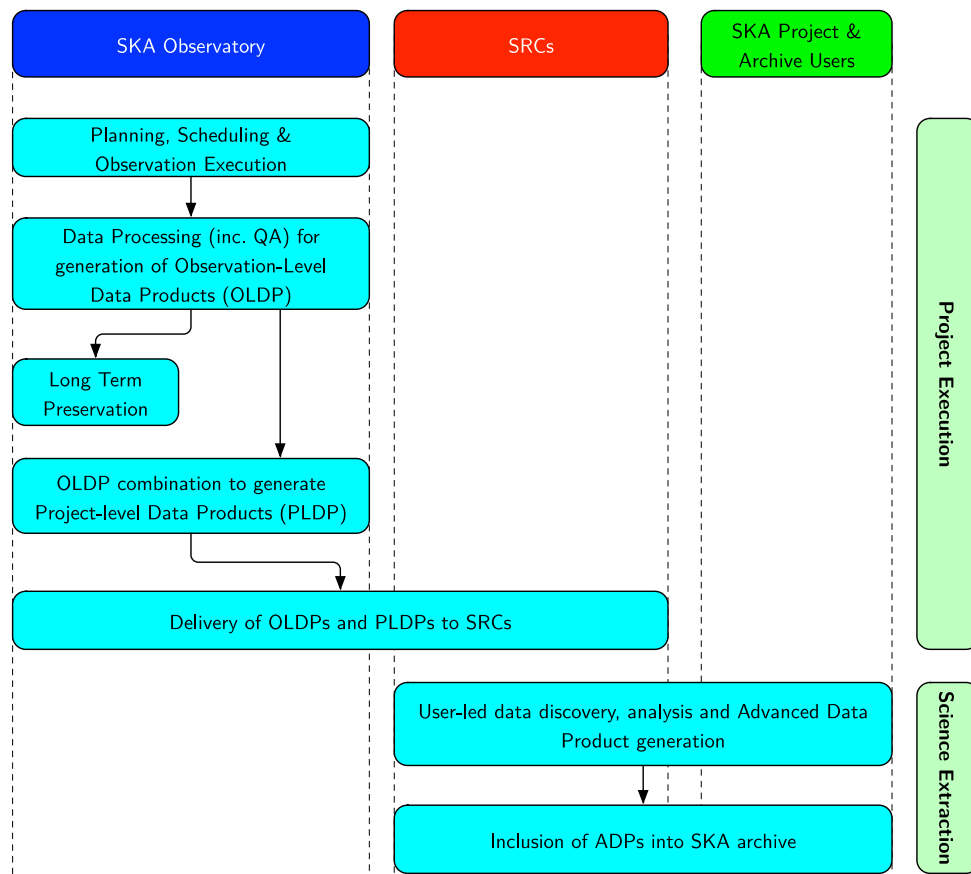 SKA Observatory
SRCs
SKA Project &
Archive Users
Planning, Scheduling &
Observation Execution
Data Processing (inc. QA) for
generation of Observation-Level
Data Products (OLDP)
Long Term
Preservation
OLDP combination to generate
Project-level Data Products (PLDP)
Delivery of OLDPs and PLDPs to SRCs
Project Execution
User-led data discovery, analysis and Advanced Data
Product generation
Inclusion of ADPs into SKA archive
Science Extraction